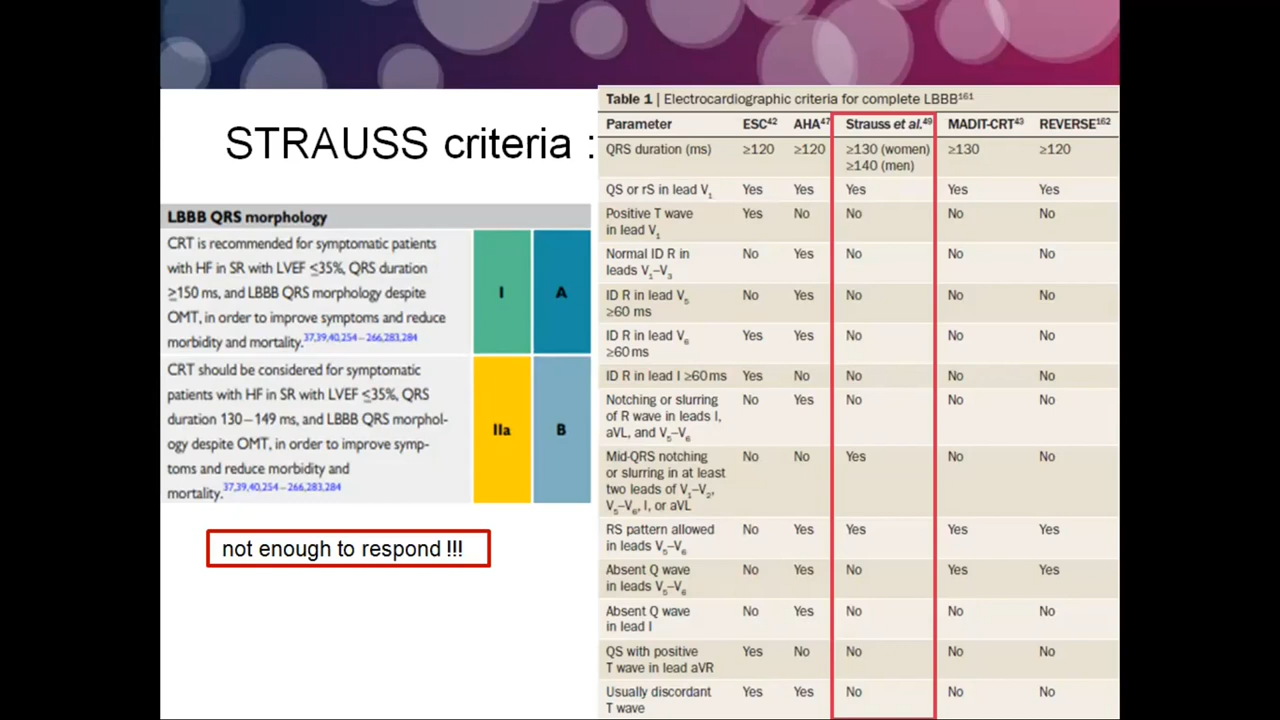 STRAUSS criteria :
LBBB QRS morphology
CRT is recommended for symptomatic patients
with HF in SR with LVEF ≤35%, QRS duration
≥150 ms, and LBBB QRS morphology despite
OMT, in order to improve symptoms and reduce
morbidity and mortality.37,39,40,254–266,283,284
I
A
CRT should be considered for symptomatic
patients with HF in SR with LVEF ≤35%, QRS
duration 130–149 ms, and LBBB QRS morphol-
ogy despite OMT, in order to improve symp-
toms and reduce morbidity and
mortality.37,39,40,254–266,283,284
IIa
B
not enough to respond !!!
Table 1 | Electrocardiographic criteria for complete LBBB161
Parameter ESC42 AHA47 Strauss et al.49 MADIT-CRT43 REVERSE162
QRS duration (ms) ≥120 ≥120 ≥130 (women) ≥130 ≥120
≥140 (men)
QS or rS in lead V1 Yes Yes Yes Yes Yes
Positive T wave Yes No No No No
in lead V1
Normal ID R in No Yes No No No
leads V1–V3
ID R in lead V5 No Yes No No No
≥60 ms
ID R in lead V6 Yes Yes No No No
≥60 ms
ID R in lead I ≥60 ms Yes No No No No
Notching or slurring No Yes No No No
of R wave in leads I,
aVL, and V5–V6
Mid-QRS notching No No Yes No No
or slurring in at least
two leads of V1–V2,
V5–V6, I, or aVL
RS pattern allowed No Yes Yes Yes Yes
in leads V5–V6
Absent Q wave No Yes No Yes Yes
in leads V5–V6
Absent Q wave No Yes No No No
in lead I
QS with positive Yes No No No No
T wave in lead aVR
Usually discordant Yes Yes No No No
T wave